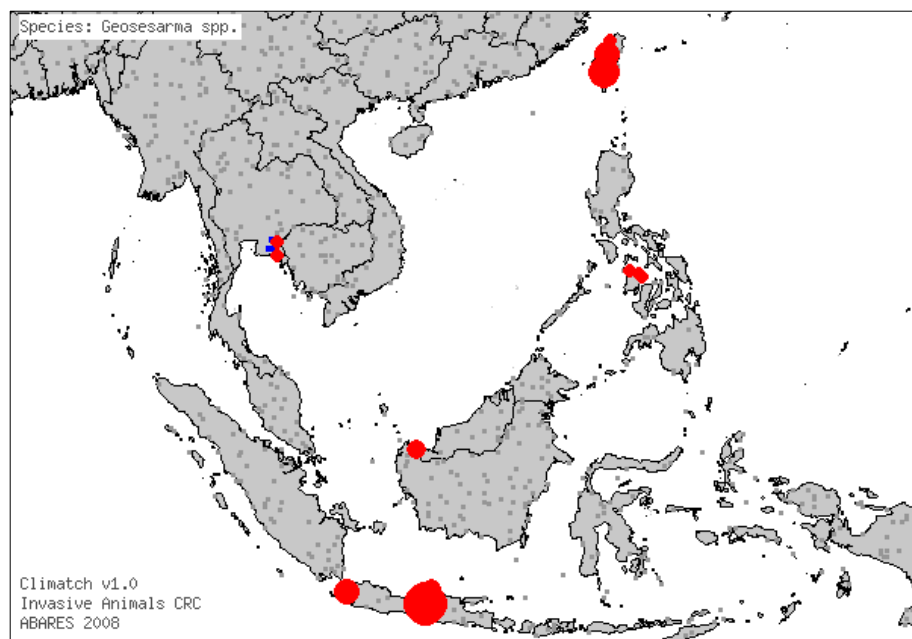 Species: Geosesarma spp.
Climatch v1.0
Invasive Animals CRC
ABARES 2008